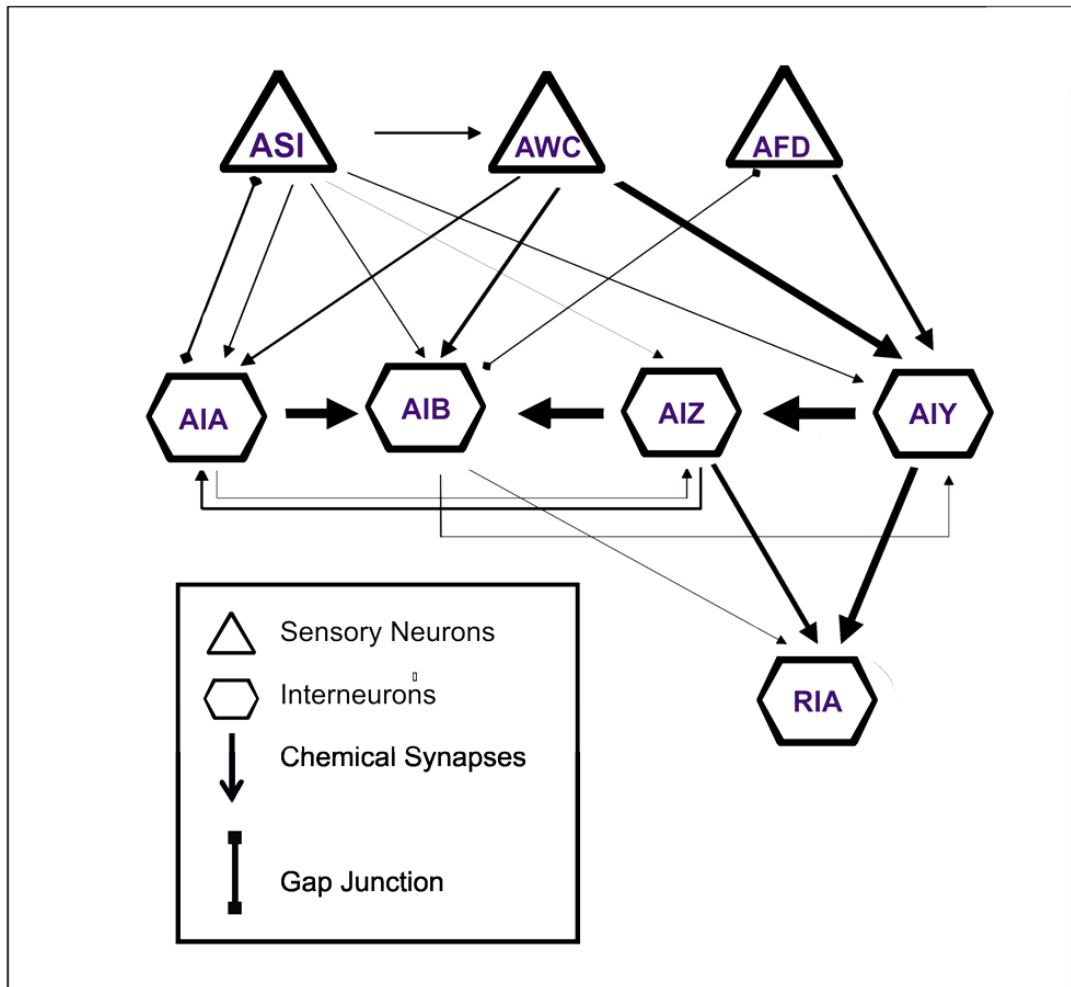 ASI
AWC
AFD
AIA
AIB
AIZ
AIY
RIA
Sensory Neurons
Interneurons
Chemical Synapses
Gap Junction